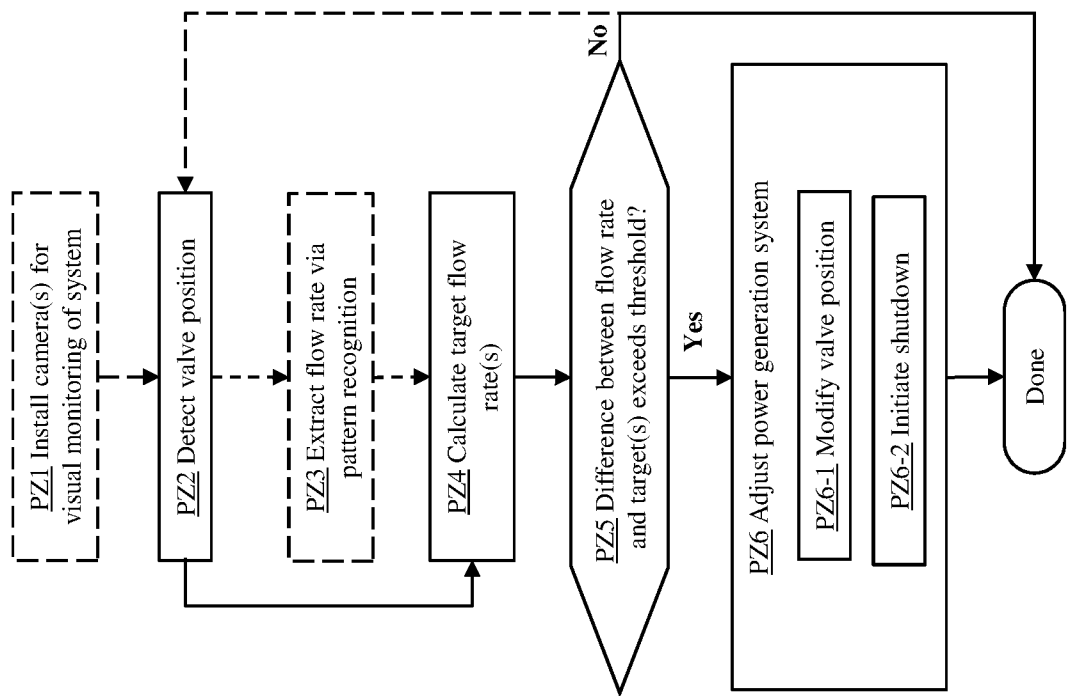 PZ1 Install camera(s) for
visual monitoring of system
PZ2 Detect valve position
PZ3 Extract flow rate via
pattern recognition
PZ4 Calculate target flow
rate(s)
PZ5 Difference between flow rate
and target(s) exceeds threshold?
No
Yes
PZ6 Adjust power generation system
PZ6-1 Modify valve position
PZ6-2 Initiate shutdown
Done